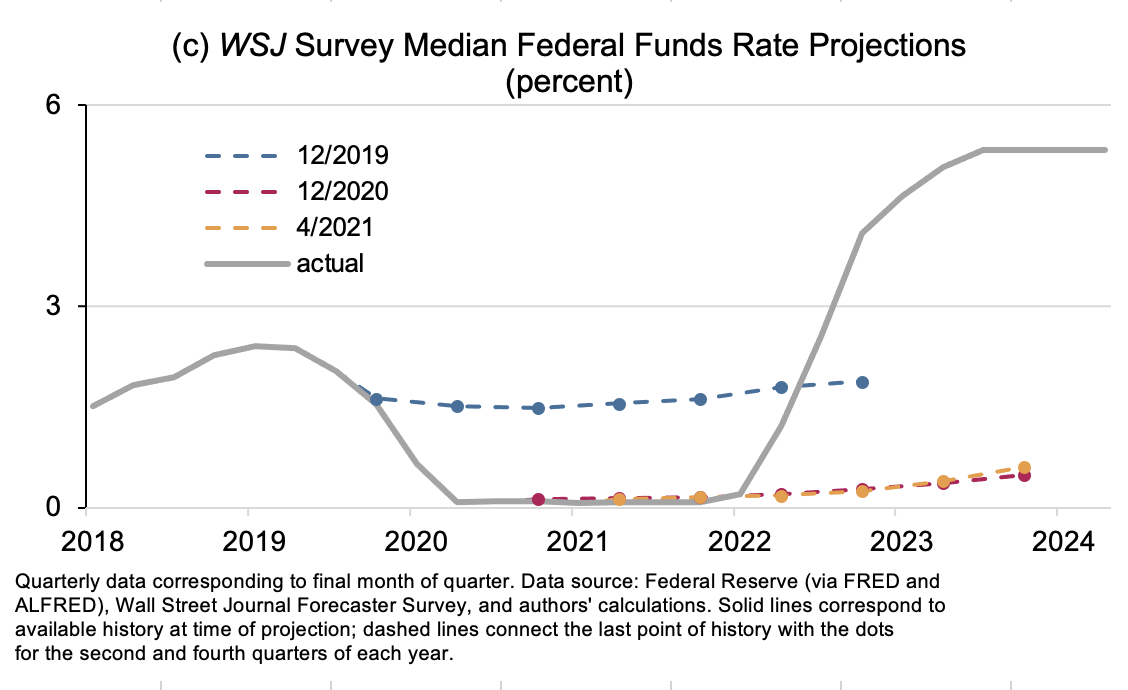 (c) WSJ Survey Median Federal Funds Rate Projections
(percent)
6
12/2019
12/2020
4/2021
actual
3
0
2018 2019 2020 2021 2022 2023 2024
Quarterly data corresponding to final month of quarter. Data source: Federal Reserve (via FRED and
ALFRED), Wall Street Journal Forecaster Survey, and authors' calculations. Solid lines correspond to
available history at time of projection; dashed lines connect the last point of history with the dots
for the second and fourth quarters of each year.